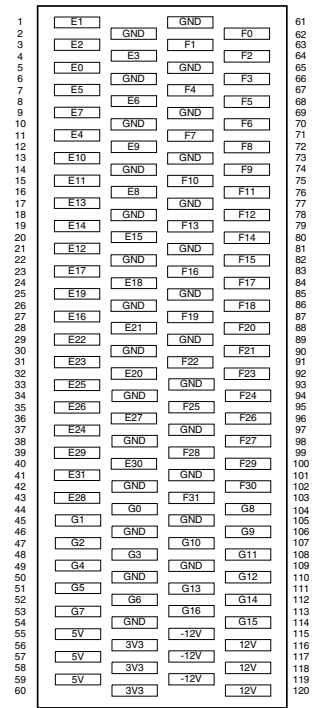 1 E1 GND 61
2 GND F0 62
3 E2 F1 63
4 E3 F2 64
5 E0 GND 65
6 GND F3 66
7 E5 F4 67
8 E6 F5 68
9 E7 GND 69
10 GND F6 70
11 E4 F7 71
12 E9 F8 72
13 E10 GND 73
14 GND F9 74
15 E11 F10 75
16 E8 F11 76
17 E13 GND 77
18 GND F12 78
19 E14 F13 79
20 E15 F14 80
21 E12 GND 81
22 GND F15 82
23 E17 F16 83
24 E18 F17 84
25 E19 GND 85
26 GND F18 86
27 E16 F19 87
28 E21 F20 88
29 E22 GND 89
30 GND F21 90
31 E23 F22 91
32 E20 F23 92
33 E25 GND 93
34 GND F24 94
35 E26 F25 95
36 E27 F26 96
37 E24 GND 97
38 GND F27 98
39 E29 F28 99
40 E30 F29 100
41 E31 GND 101
42 GND F30 102
43 E28 F31 103
44 G0 G8 104
45 G1 GND 105
46 GND G9 106
47 G2 G10 107
48 G3 G11 108
49 G4 GND 109
50 GND G12 110
51 G5 G13 111
52 G6 G14 112
53 G7 G16 113
54 GND G15 114
55 5V -12V 115
56 3V3 12V 116
57 5V -12V 117
58 3V3 12V 118
59 5V -12V 119
60 3V3 12V 120